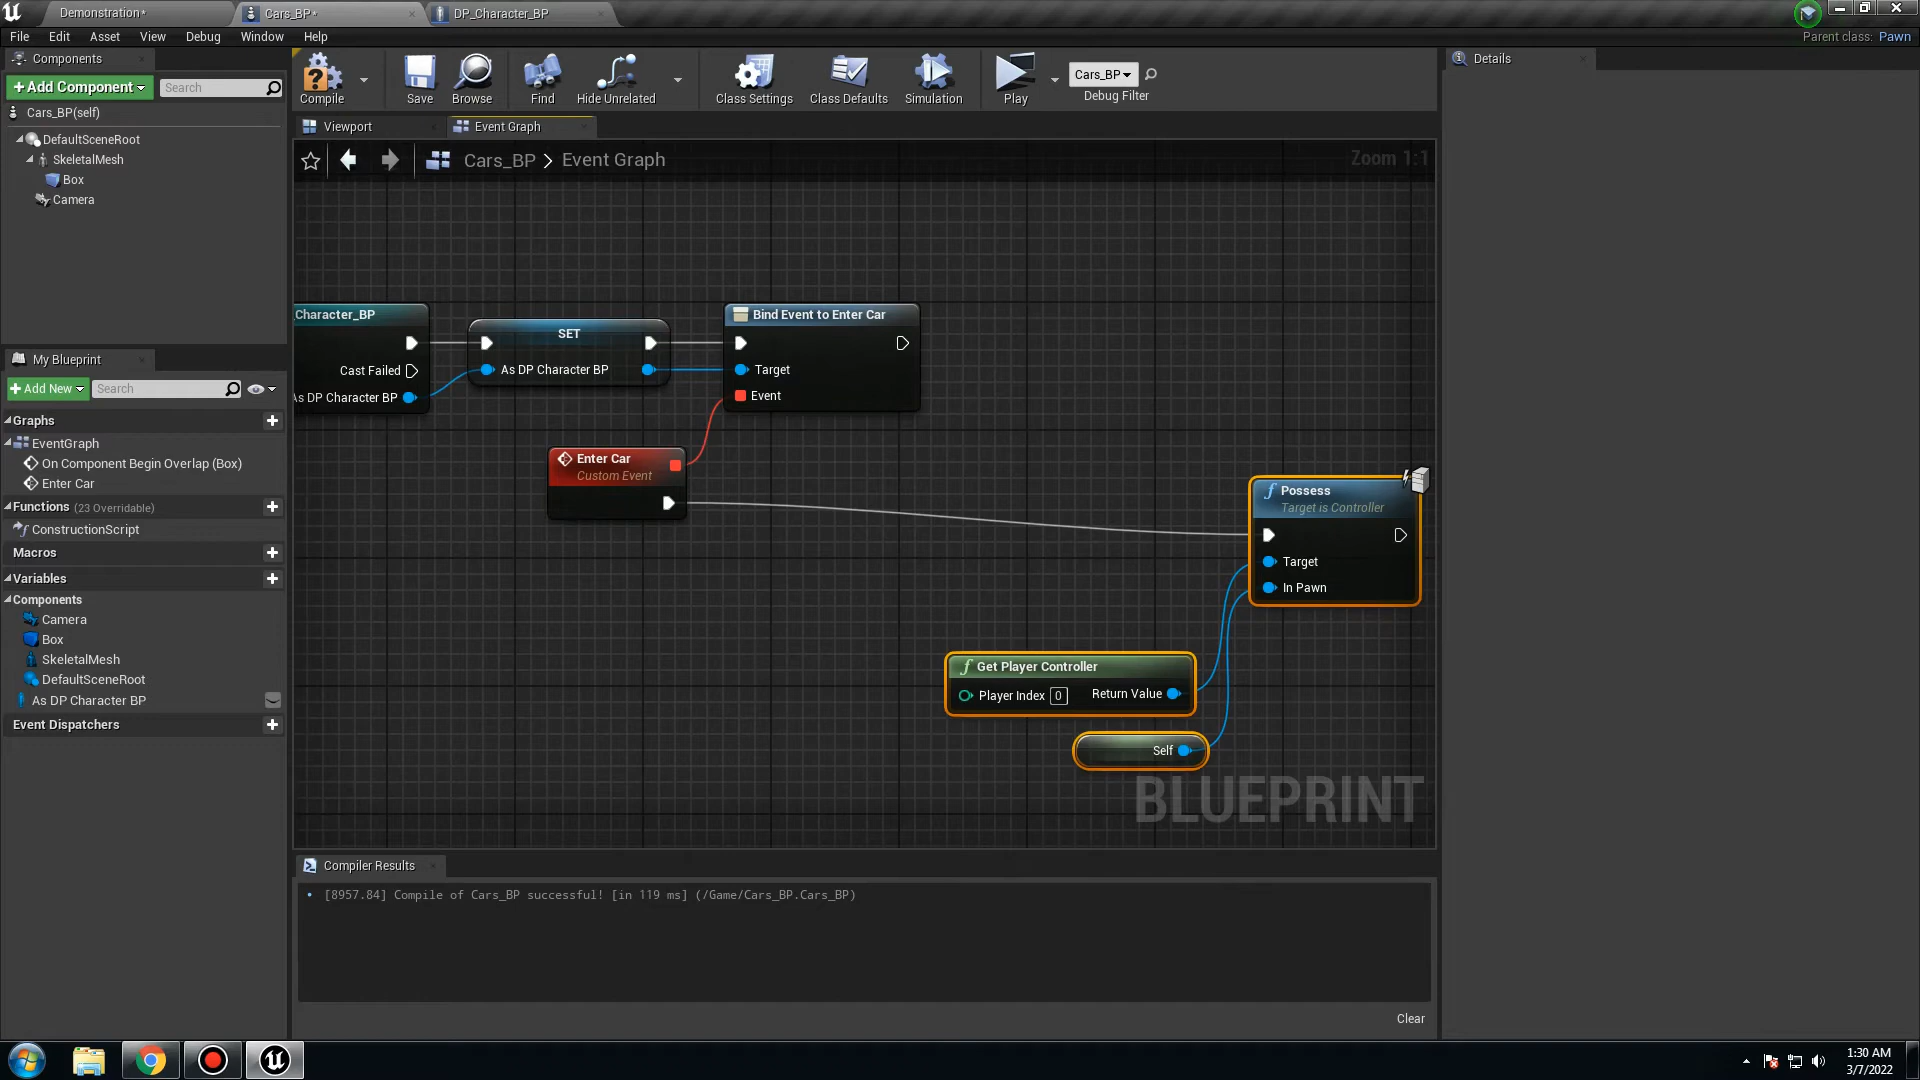 Demonstration*
Cars_BP*
DP_Character_BP
File
Edit
Asset
View
Debug
Window
Help
Parent class: Pawn
Components
Add Component
Search
Cars_BP(self)
DefaultSceneRoot
SkeletalMesh
Box
Camera
Compile
Save
Browse
Find
Hide Unrelated
Class Settings
Class Defaults
Simulation
Play
Cars_BP
Debug Filter
Details
Viewport
Event Graph
Cars_BP > Event Graph
Zoom 1:1
Character_BP
Cast Failed
As DP Character BP
SET
As DP Character BP
Bind Event to Enter Car
Target
Event
Enter Car
Custom Event
Possess
Target is Controller
Target
In Pawn
Get Player Controller
Player Index 0
Return Value
Self
BLUEPRINT
My Blueprint
Add New
Search
Graphs
EventGraph
On Component Begin Overlap (Box)
Enter Car
Functions (23 Overridable)
ConstructionScript
Macros
Variables
Components
Camera
Box
SkeletalMesh
DefaultSceneRoot
As DP Character BP
Event Dispatchers
Compiler Results
[8957.84] Compile of Cars_BP successful! [in 119 ms] (/Game/Cars_BP.Cars_BP)
Clear
1:30 AM
3/7/2022